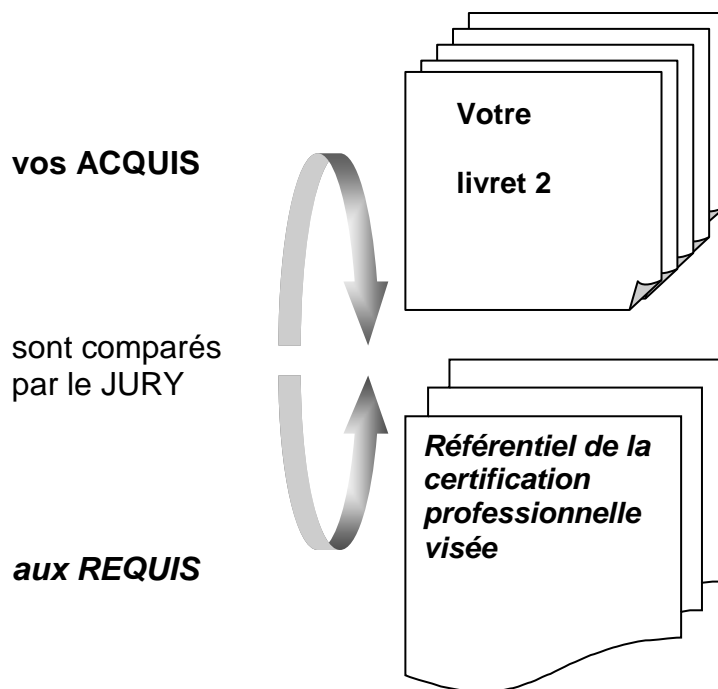 Votre
livret 2
vos ACQUIS
sont comparés
par le JURY
Référentiel de la
certification
professionnelle
visée
aux REQUIS